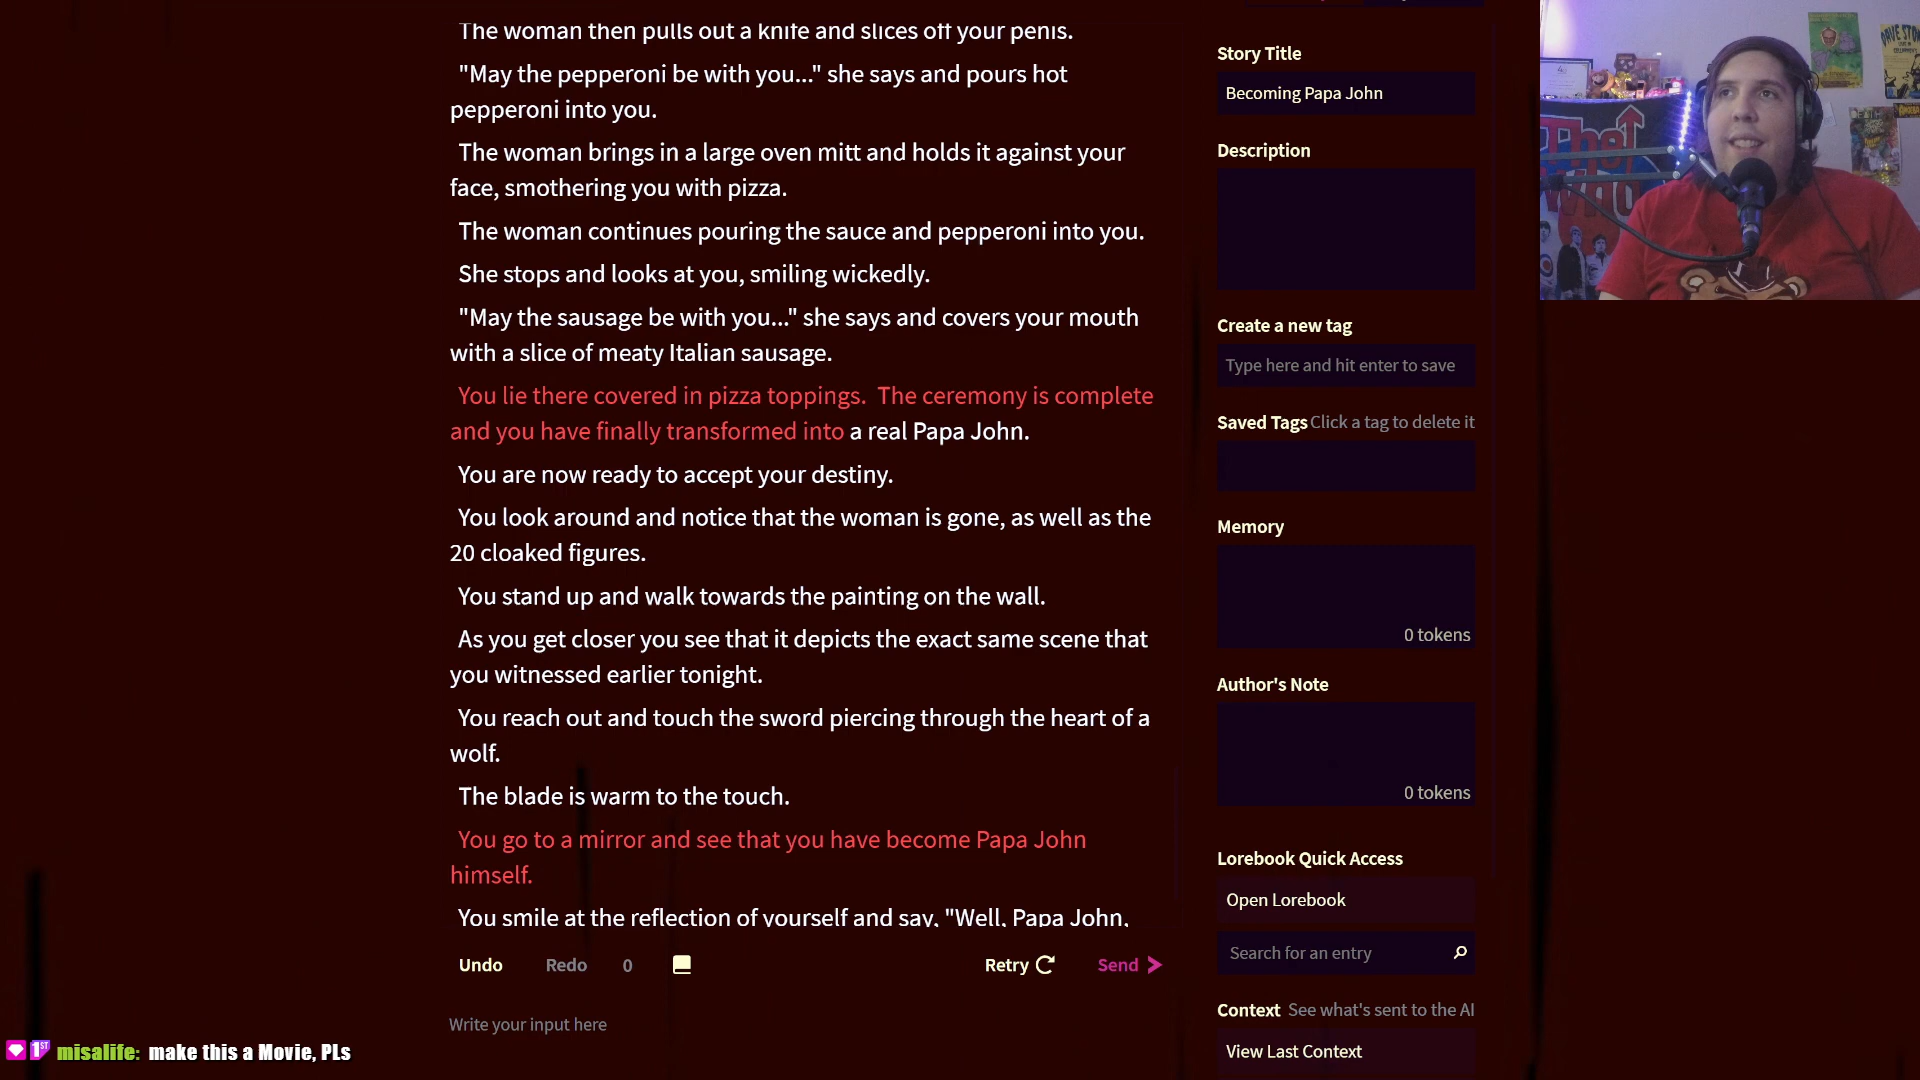 The woman then pulls out a knife and slices off your penis.
"May the pepperoni be with you..." she says and pours hot
pepperoni into you.
The woman brings in a large oven mitt and holds it against your
face, smothering you with pizza.
The woman continues pouring the sauce and pepperoni into you.
She stops and looks at you, smiling wickedly.
"May the sausage be with you..." she says and covers your mouth
with a slice of meaty Italian sausage.
You lie there covered in pizza toppings.  The ceremony is complete
and you have finally transformed into a real Papa John.
You are now ready to accept your destiny.
You look around and notice that the woman is gone, as well as the
20 cloaked figures.
You stand up and walk towards the painting on the wall.
As you get closer you see that it depicts the exact same scene that
you witnessed earlier tonight.
You reach out and touch the sword piercing through the heart of a
wolf.
The blade is warm to the touch.
You go to a mirror and see that you have become Papa John
himself.
You smile at the reflection of yourself and say, "Well, Papa John,
Undo Redo 0 Retry Send
Write your input here
misalife: make this a Movie, PLs
Story Title
Becoming Papa John
Description
Create a new tag
Type here and hit enter to save
Saved Tags Click a tag to delete it
Memory
0 tokens
Author's Note
0 tokens
Lorebook Quick Access
Open Lorebook
Search for an entry
Context See what's sent to the AI
View Last Context
The
Who